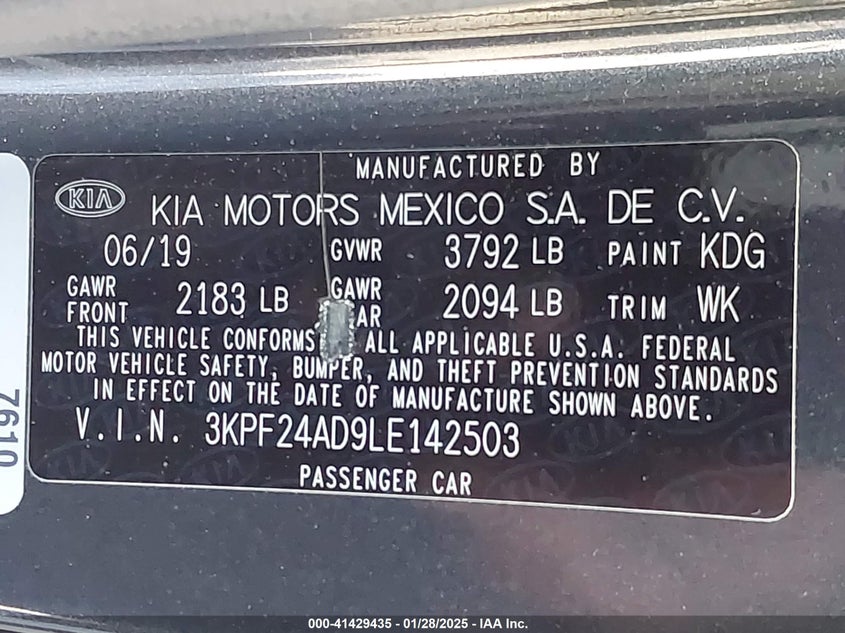 MANUFACTURED BY
KIA KIA MOTORS MEXICO S.A. DE C.V.
06/19 GVWR 3792 LB PAINT KDG
GAWR FRONT 2183 LB GAWR AR 2094 LB TRIM WK
THIS VEHICLE CONFORMS ALL APPLICABLE U.S.A. FEDERAL
MOTOR VEHICLE SAFETY, BUMPER, AND THEFT PREVENTION STANDARDS
IN EFFECT ON THE DATE OF MANUFACTURE SHOWN ABOVE.
V.I.N. 3KPF24AD9LE142503
PASSENGER CAR
7610
000-41429435 - 01/28/2025 - IAA Inc.